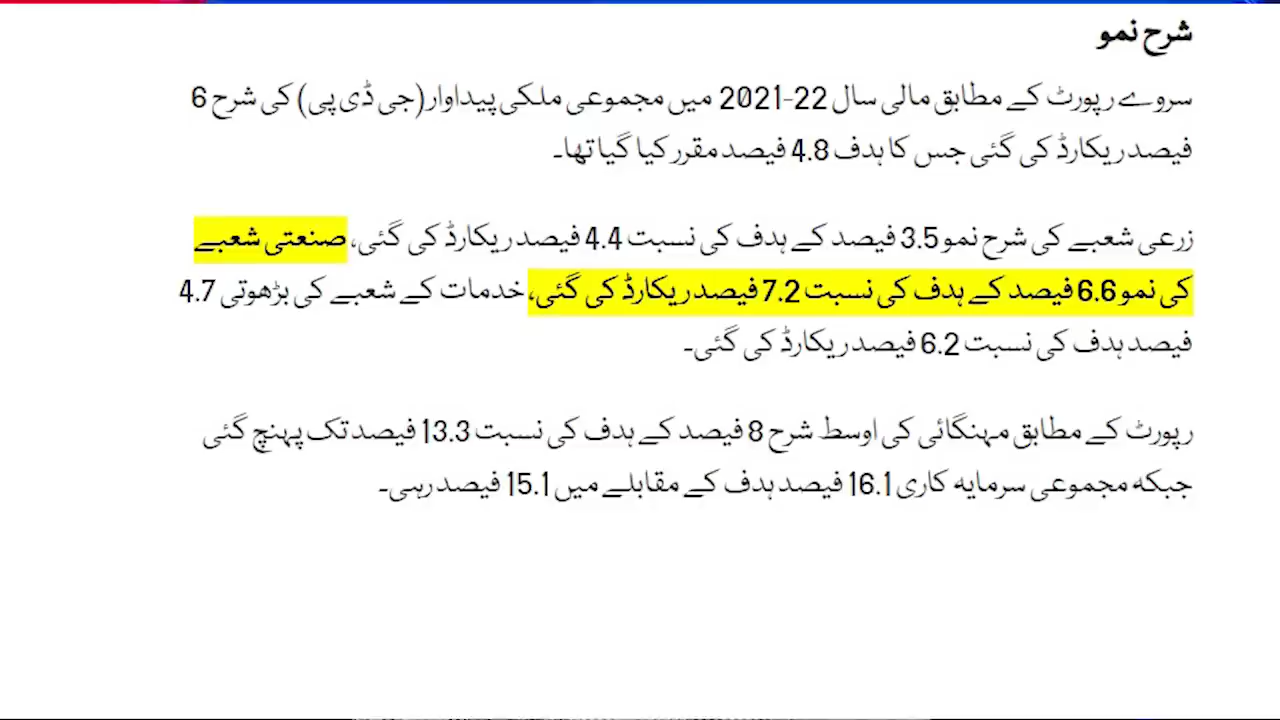 شرح نمو
سروے رپورٹ کے مطابق مالی سال 22-2021 میں مجموعی ملکی پیداوار(جی ڈی پی) کی شرح 6
فیصد ریکارڈ کی گئی جس کا ہدف 4.8 فیصد مقرر کیا گیا تھا۔
زرعی شعبے کی شرح نمو 3.5 فیصد کے ہدف کی نسبت 4.4 فیصد ریکارڈ کی گئی، صنعتی شعبے
کی نمو 6.6 فیصد کے ہدف کی نسبت 7.2 فیصد ریکارڈ کی گئی، خدمات کے شعبے کی بڑھوتی 4.7
فیصد ہدف کی نسبت 6.2 فیصد ریکارڈ کی گئی۔
رپورٹ کے مطابق مہنگائی کی اوسط شرح 8 فیصد کے ہدف کی نسبت 13.3 فیصد تک پہنچ گئی
جبکہ مجموعی سرمایہ کاری 16.1 فیصد ہدف کے مقابلے میں 15.1 فیصد رہی۔